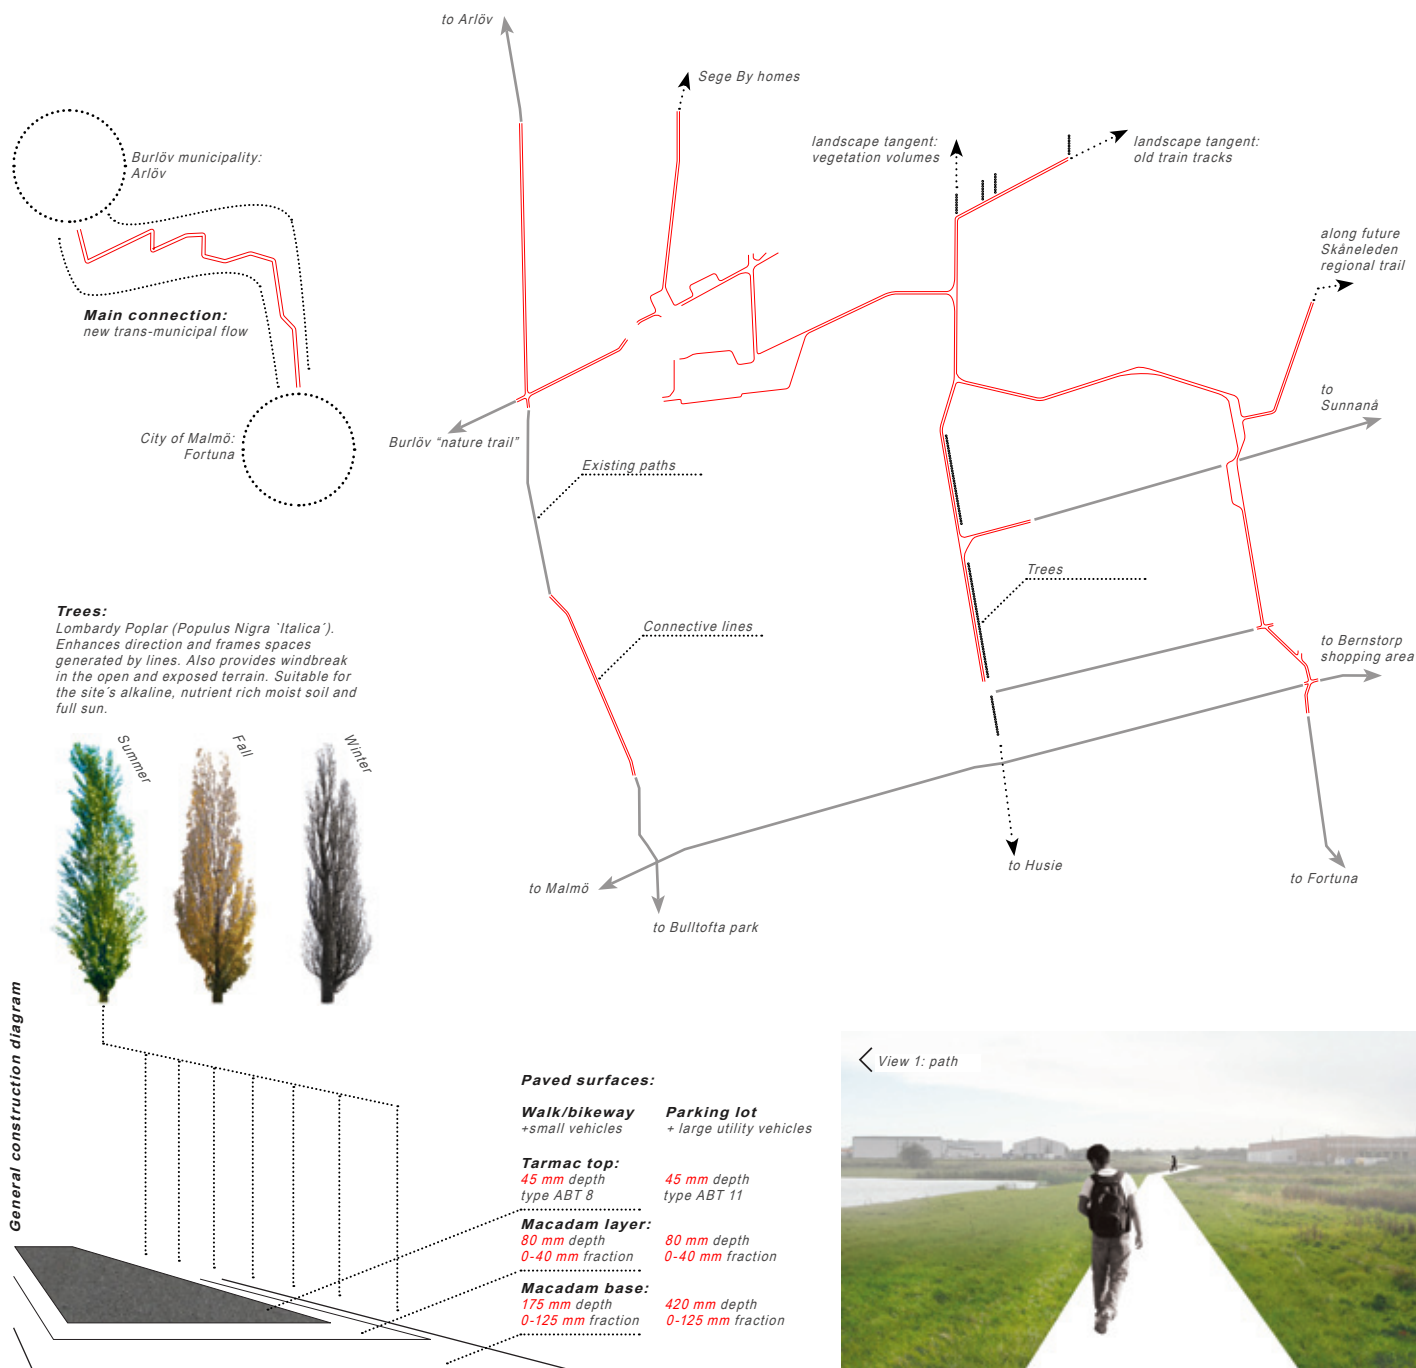 to Arlöv
Sege By homes
landscape tangent:
vegetation volumes
landscape tangent:
old train tracks
Burlöv municipality:
Arlöv
along future
Skåneleden
regional trail
Main connection:
new trans-municipal flow
to
Sunnanå
City of Malmö:
Fortuna
Burlöv “nature trail”
Existing paths
Trees
Connective lines
to Bernstorp
shopping area
Trees:
Lombardy Poplar (Populus Nigra `Italica´).
Enhances direction and frames spaces
generated by lines. Also provides windbreak
in the open and exposed terrain. Suitable for
the site´s alkaline, nutrient rich moist soil and
full sun.
Summer
Fall
Winter
to Malmö
to Husie
to Fortuna
to Bulltofta park
General construction diagram
Paved surfaces:
Walk/bikeway
+small vehicles
Parking lot
+ large utility vehicles
Tarmac top:
45 mm depth
type ABT 8
45 mm depth
type ABT 11
Macadam layer:
80 mm depth
0-40 mm fraction
80 mm depth
0-40 mm fraction
Macadam base:
175 mm depth
0-125 mm fraction
420 mm depth
0-125 mm fraction
View 1: path